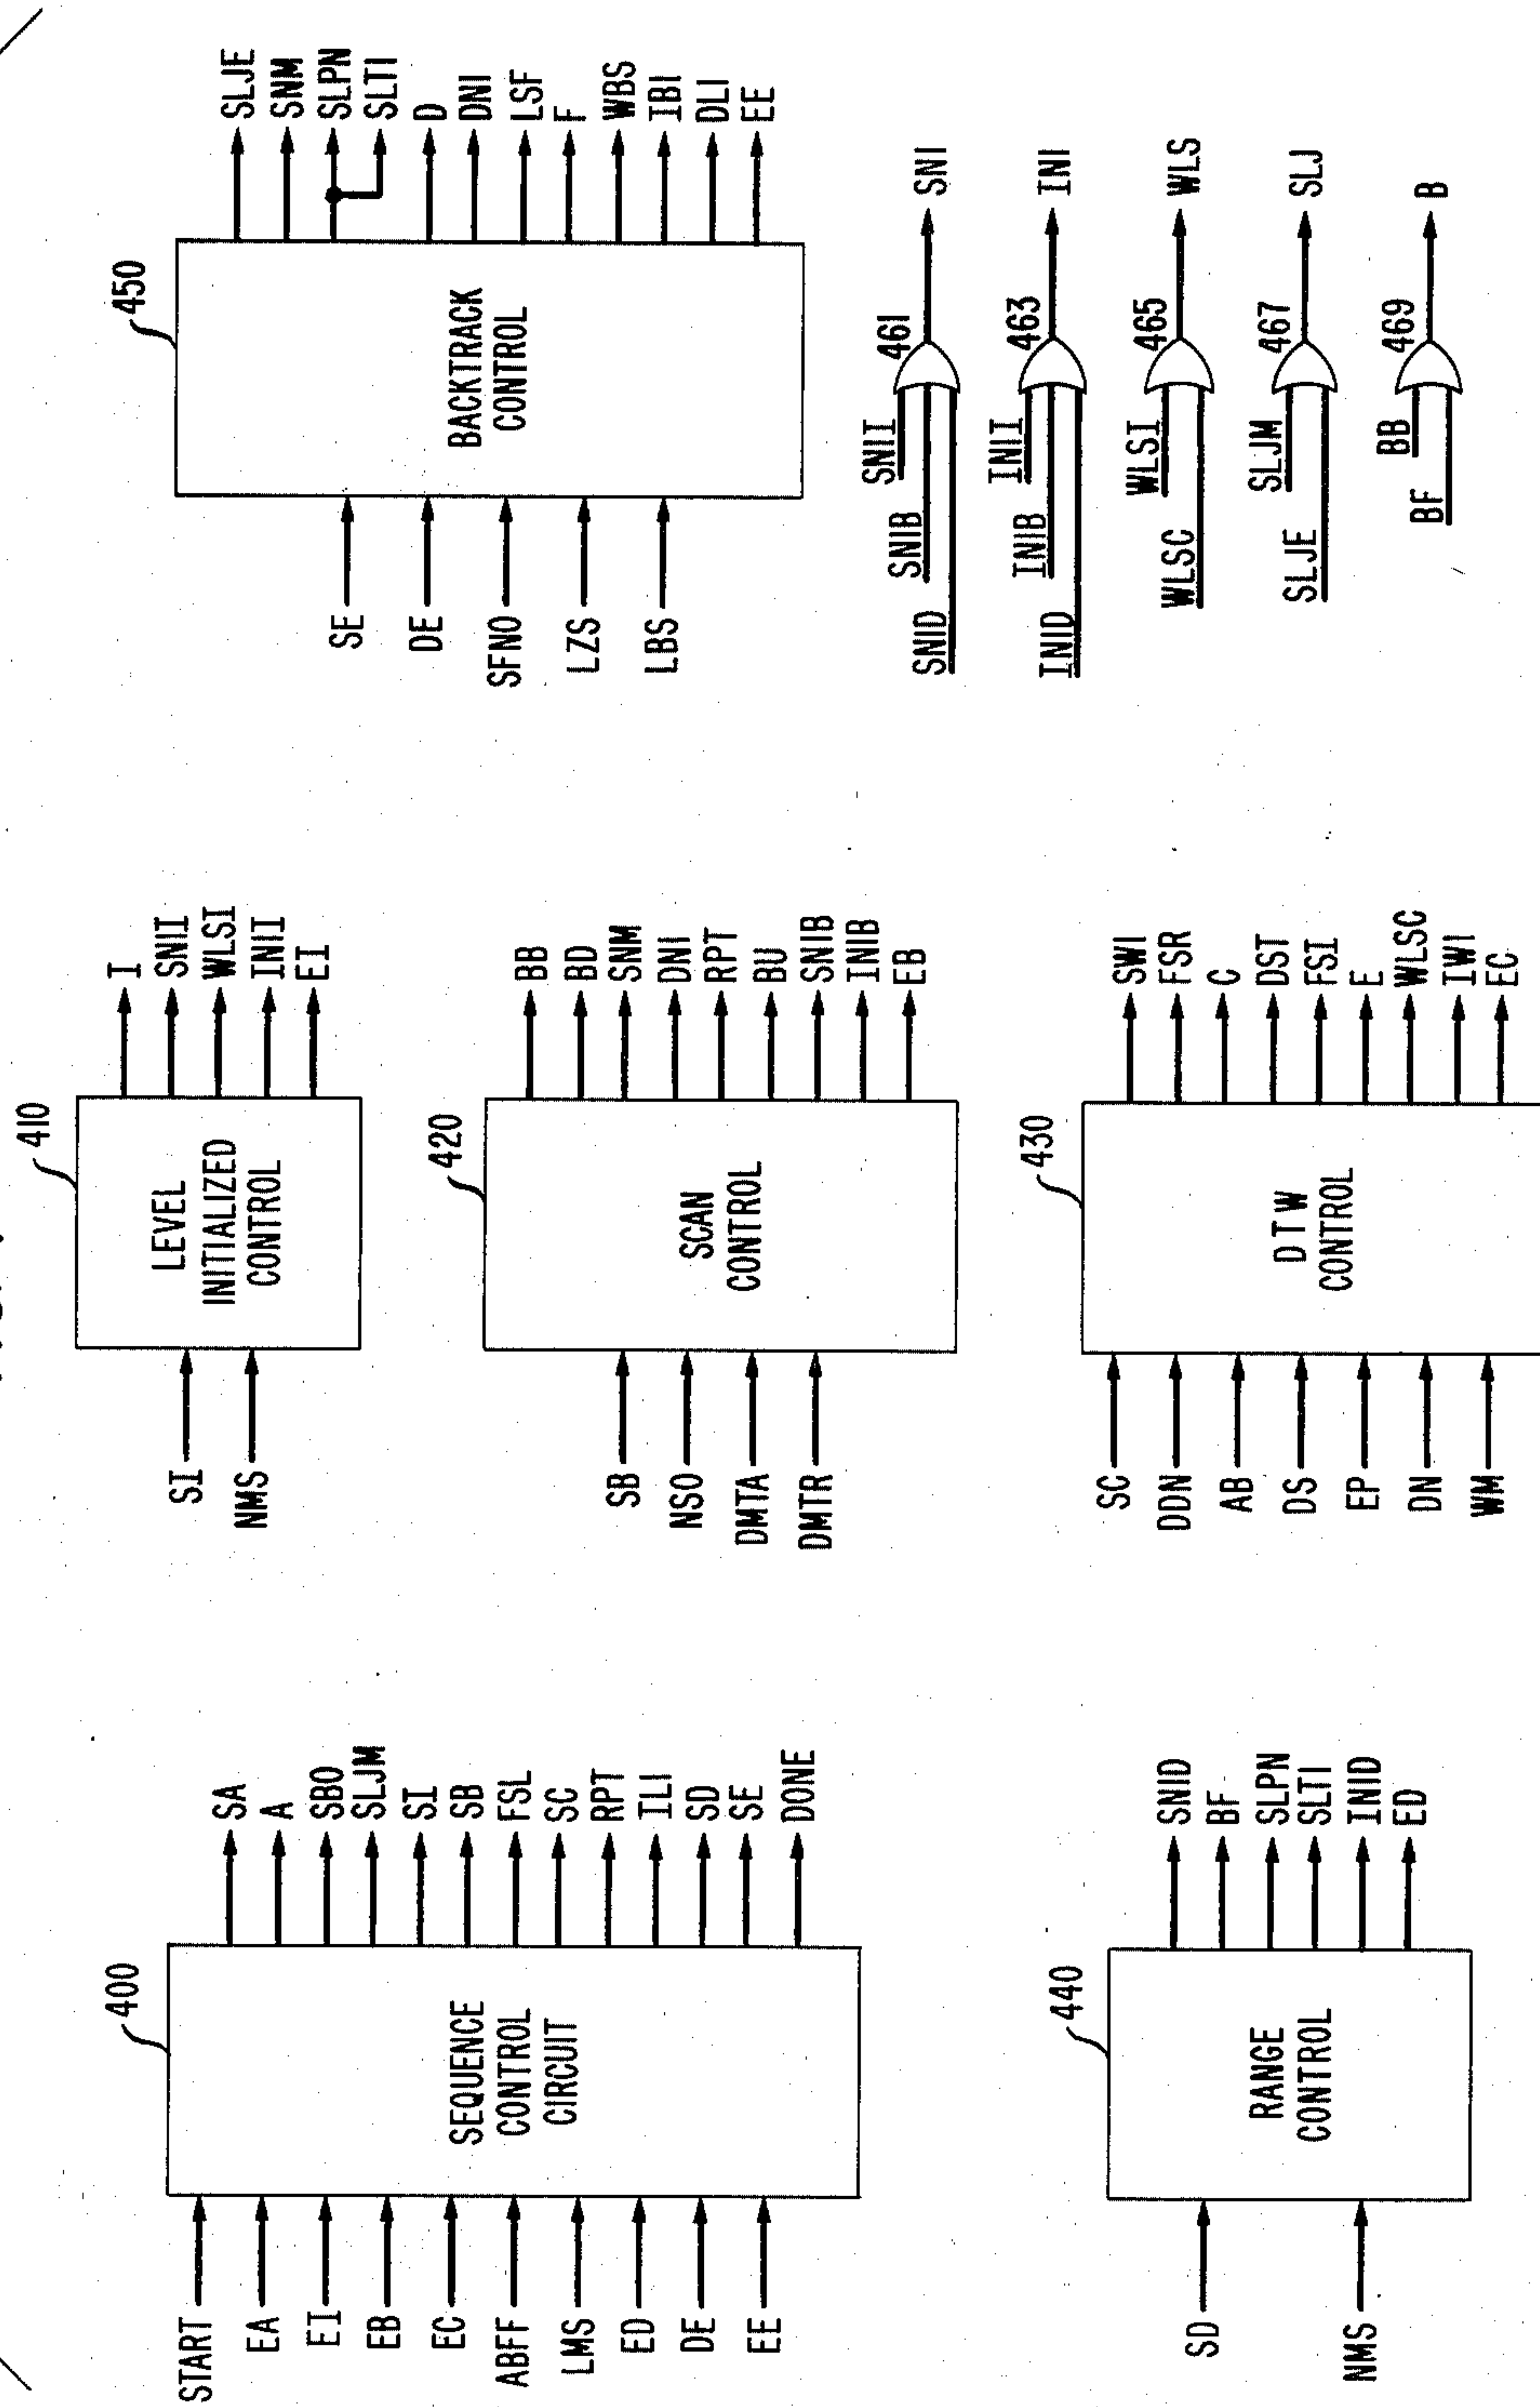 400
SEQUENCE
CONTROL
CIRCUIT
START
EA
EI
EB
EC
ABFF
LMS
ED
DE
EE
SA
A
SBO
SLJM
SI
SB
FSL
SC
RPT
ILI
SD
SE
DONE
440
RANGE
CONTROL
SD
NMS
SNID
BF
SLPN
SLTI
INID
ED
410
LEVEL
INITIALIZED
CONTROL
SI
NMS
I
SNII
WLSI
INII
EI
420
SCAN
CONTROL
SB
NSO
DMTA
DMTR
BB
BD
SNM
DNI
RPT
BU
SNIB
INIB
EB
430
DTW
CONTROL
SC
DDN
AB
DS
EP
DN
WM
SWI
FSR
C
DST
FSI
E
WLSC
IWI
EC
450
BACKTRACK
CONTROL
SE
DE
SFNO
LZS
LBS
SLJE
SNM
SLPN
SLTI
D
DNI
LSF
F
WBS
IBI
DLI
EE
SNII
SNIB
SNID
461
SNI
INII
INIB
INID
463
INI
WLSI
WLSC
465
WLS
SLJM
SLJE
467
SLJ
BB
BF
469
B